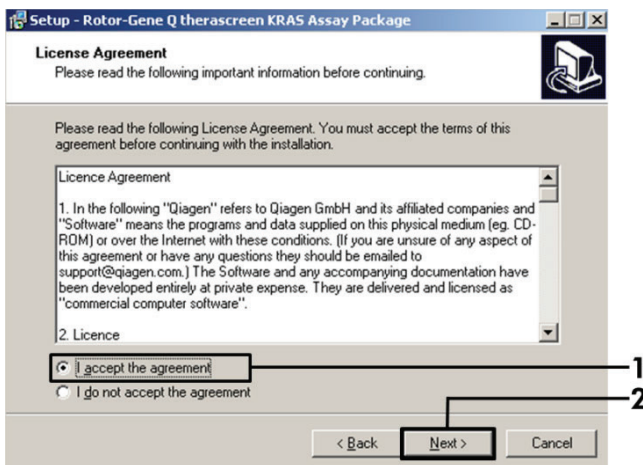 Setup - Rotor-Gene Q therascreen KRAS Assay Package
License Agreement
Please read the following important information before continuing.
Please read the following License Agreement. You must accept the terms of this
agreement before continuing with the installation.
Licence Agreement
1. In the following "Qiagen" refers to Qiagen GmbH and its affiliated companies and
"Software" means the programs and data supplied on this physical medium (eg. CD-
ROM) or over the Internet with these conditions. (If you are unsure of any aspect of
this agreement or have any questions they should be emailed to
support@qiagen.com.) The Software and any accompanying documentation have
been developed entirely at private expense. They are delivered and licensed as
"commercial computer software".
2. Licence
I accept the agreement
1
I do not accept the agreement
2
< Back
Next >
Cancel